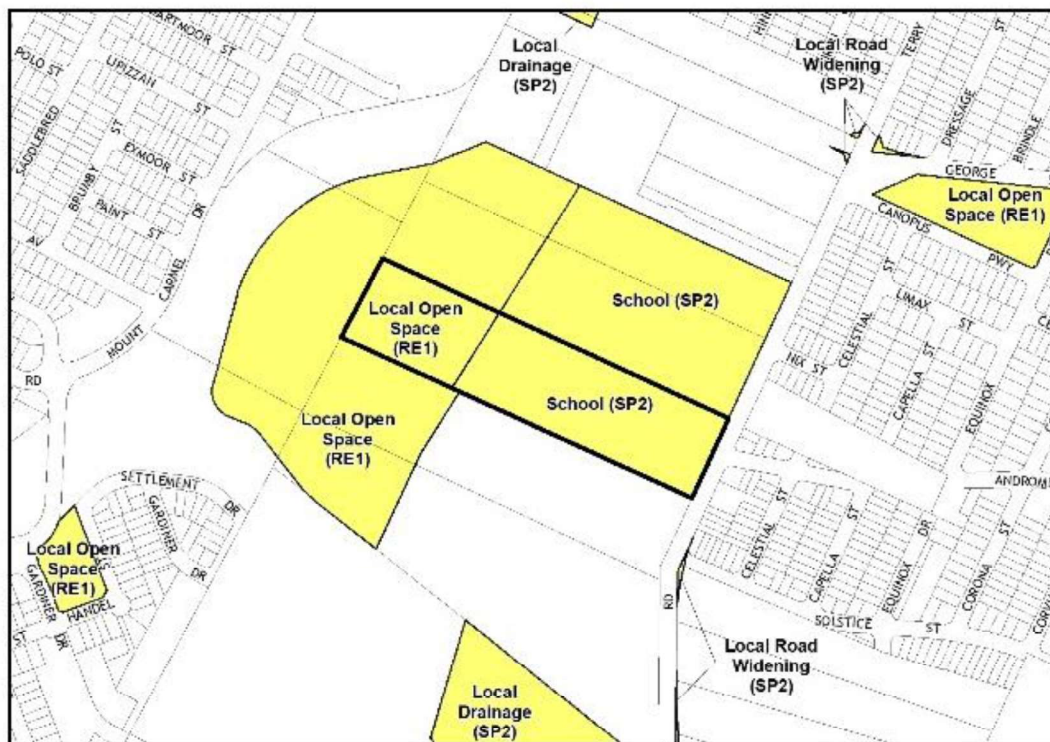 DARTMOOR ST
POLO ST
LIPIZZAN
ST
SADDLEBRED
ST
EXMOOR ST
BRUMBY
PAINT ST
AV
CARMEL
DR
MOUNT
RD
Local
Drainage
(SP2)
Local Road
Widening
(SP2)
TERRY
ST
DRESSAGE
BRINDLE
GEORGE
Local Open
Space (RE1)
CANOPUS
PWY
ST
LIMAX
ST
CELESTIAL
NIX ST
CAPELLA
ST
EQUINOX
School (SP2)
Local Open
Space
(RE1)
School (SP2)
Local Open
Space
(RE1)
SETTLEMENT
DR
GARDINER
DR
Local Open
Space
(RE1)
GARDINER
DR
HANDEL
ST
CELESTIAL
ST
CAPELLA
ST
EQUINOX
DR
CORONA
ST
SOLSTICE
ST
RD
Local Road
Widening
(SP2)
Local
Drainage
(SP2)